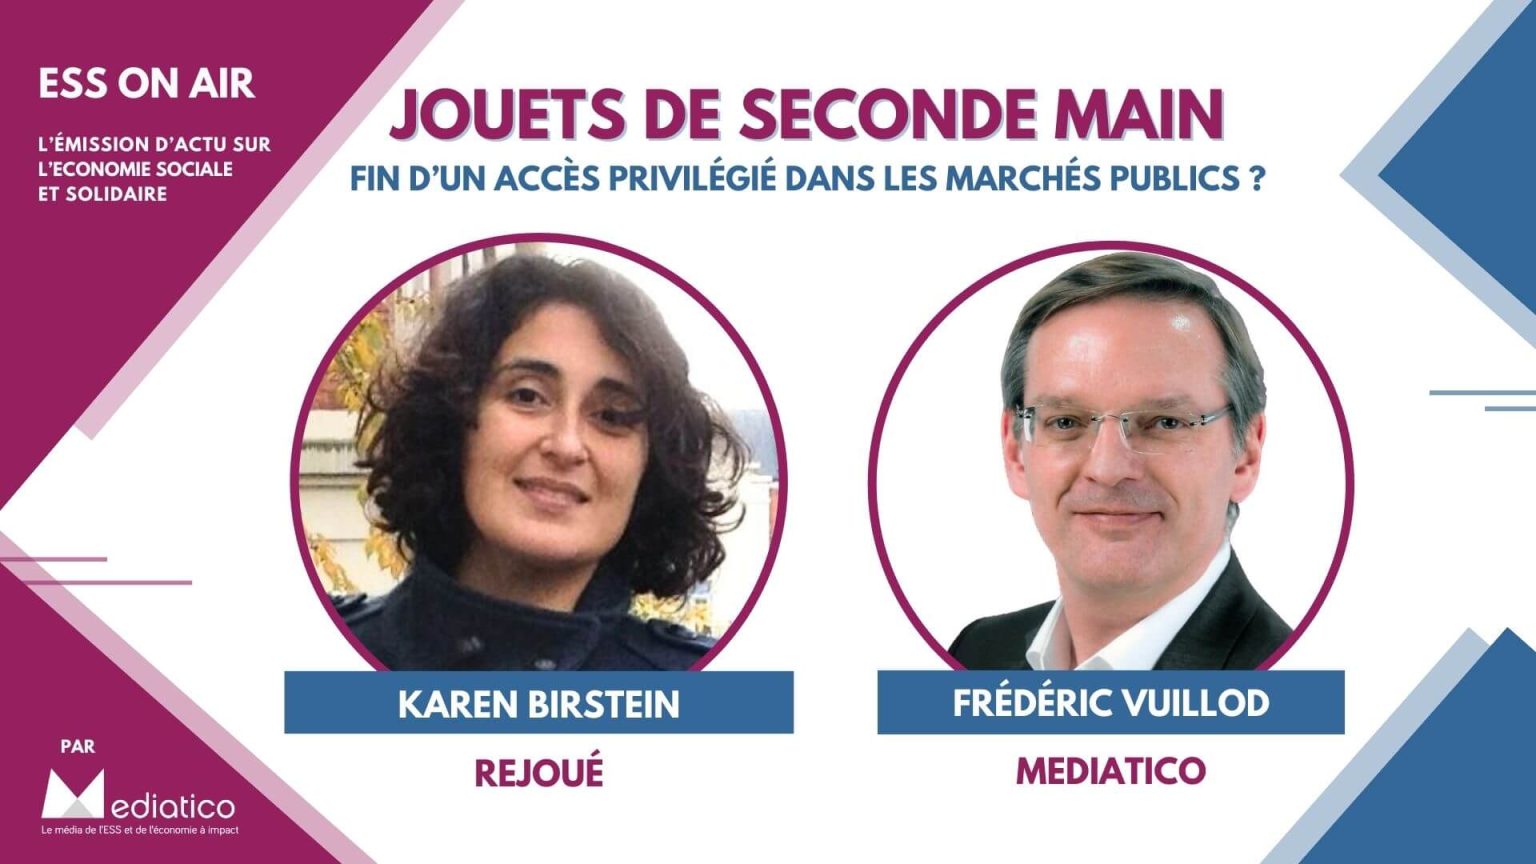 ESS ON AIR
L'ÉMISSION D'ACTU SUR
L'ECONOMIE SOCIALE
ET SOLIDAIRE
JOUETS DE SECONDE MAIN
FIN D'UN ACCÈS PRIVILÉGIÉ DANS LES MARCHÉS PUBLICS ?
KAREN BIRSTEIN
REJOUÉ
FRÉDÉRIC VUILLOD
MEDIATICO
PAR
Mediatico
Le média de l'ESS et de l'économie à impact